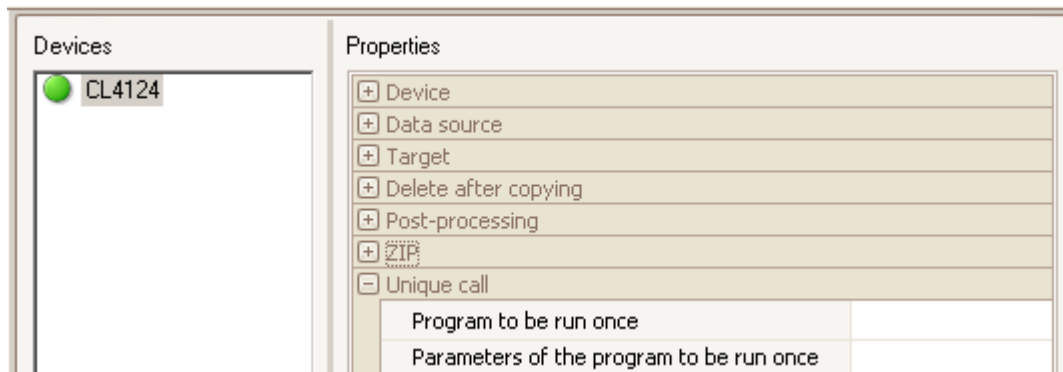 Devices
CL4124
Properties
Device
Data source
Target
Delete after copying
Post-processing
ZIP
Unique call
Program to be run once
Parameters of the program to be run once